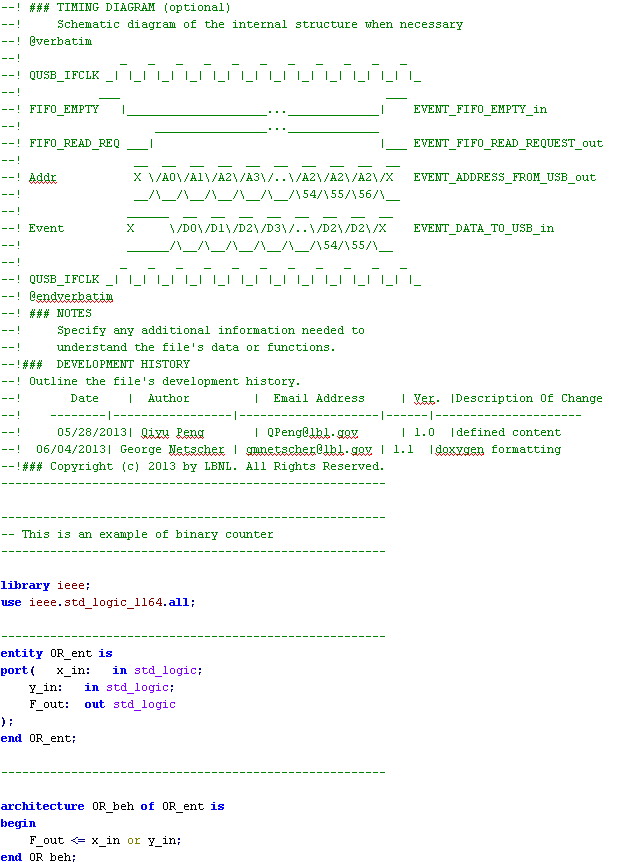 --! ### TIMING DIAGRAM (optional)
--!     Schematic diagram of the internal structure when necessary
--! @verbatim
--!              _   _   _   _   _   _   _   _   _   _   _
--! QUSB_IFCLK _| |_| |_| |_| |_| |_| |_| |_| |_| |_| |_| |_
--!           ___                                      ___
--! FIFO_EMPTY   |____________________..._____________|    EVENT_FIFO_EMPTY_in
--!                   ________________..._____________
--! FIFO_READ_REQ ___|                                |___ EVENT_FIFO_READ_REQUEST_out
--!                __  __  __  __  __  __  __  __  __  __
--! Addr           X \/A0\/A1\/A2\/A3\/..\/A2\/A2\/A2\/X   EVENT_ADDRESS_FROM_USB_out
--!                __/\__/\__/\__/\__/\__/\54/\55/\56/\__
--!               ______  __  __  __  __  __  __  __  __
--! Event         X     \/D0\/D1\/D2\/D3\/..\/D2\/D2\/X    EVENT_DATA_TO_USB_in
--!               ______/\__/\__/\__/\__/\__/\54/\55/\__
--!              _   _   _   _   _   _   _   _   _   _   _
--! QUSB_IFCLK _| |_| |_| |_| |_| |_| |_| |_| |_| |_| |_| |_
--! @endverbatim
--! ### NOTES
--!     Specify any additional information needed to
--!     understand the file's data or functions.
--!###  DEVELOPMENT HISTORY
--! Outline the file's development history.
--!       Date    |  Author         |  Email Address     | Ver. |Description Of Change
--!    --------|-----------------|--------------------|------|---------------------
--!     05/28/2013| Qiyu Peng       | QPeng@lbl.gov      | 1.0  |defined content
--!  06/04/2013| George Netscher | gmnetscher@lbl.gov | 1.1  |doxygen formatting
--!### Copyright (c) 2013 by LBNL. All Rights Reserved.
-------------------------------------------------------
-------------------------------------------------------
-- This is an example of binary counter
-------------------------------------------------------
library ieee;
use ieee.std_logic_1164.all;
-------------------------------------------------------
entity OR_ent is
port(   x_in:   in std_logic;
    y_in:   in std_logic;
    F_out:  out std_logic
);
end OR_ent;
-------------------------------------------------------
architecture OR_beh of OR_ent is
begin
    F_out <= x_in or y_in;
end OR_beh;